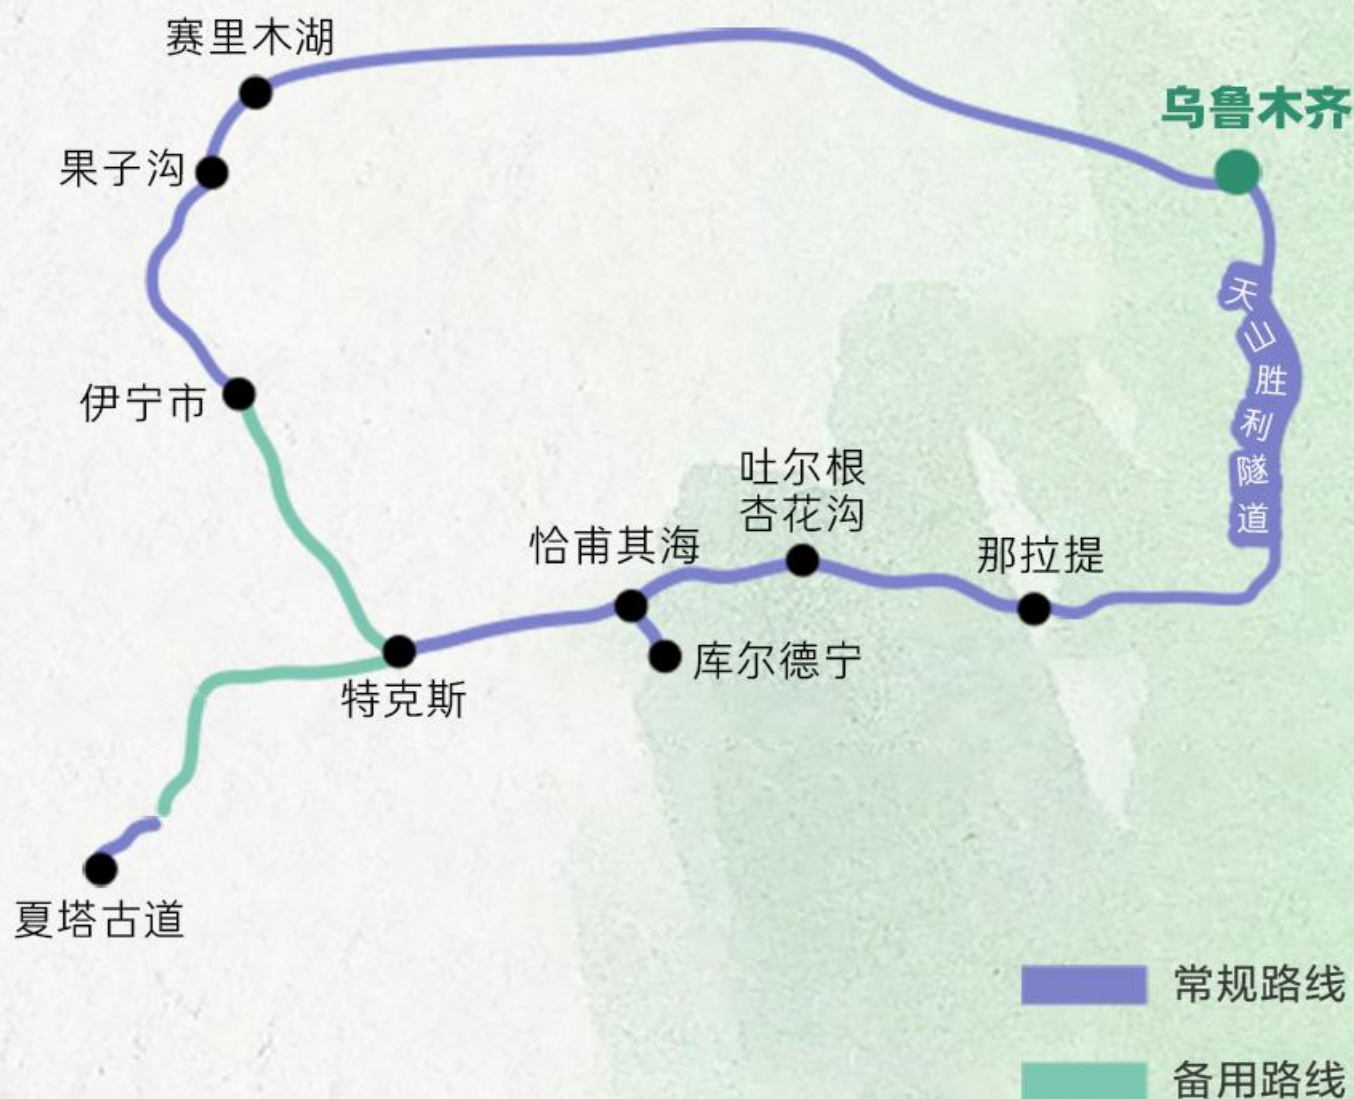 赛里木湖
乌鲁木齐
果子沟
天山胜利隧道
伊宁市
吐尔根
杏花沟
恰甫其海
那拉提
库尔德宁
特克斯
夏塔古道
常规路线
备用路线